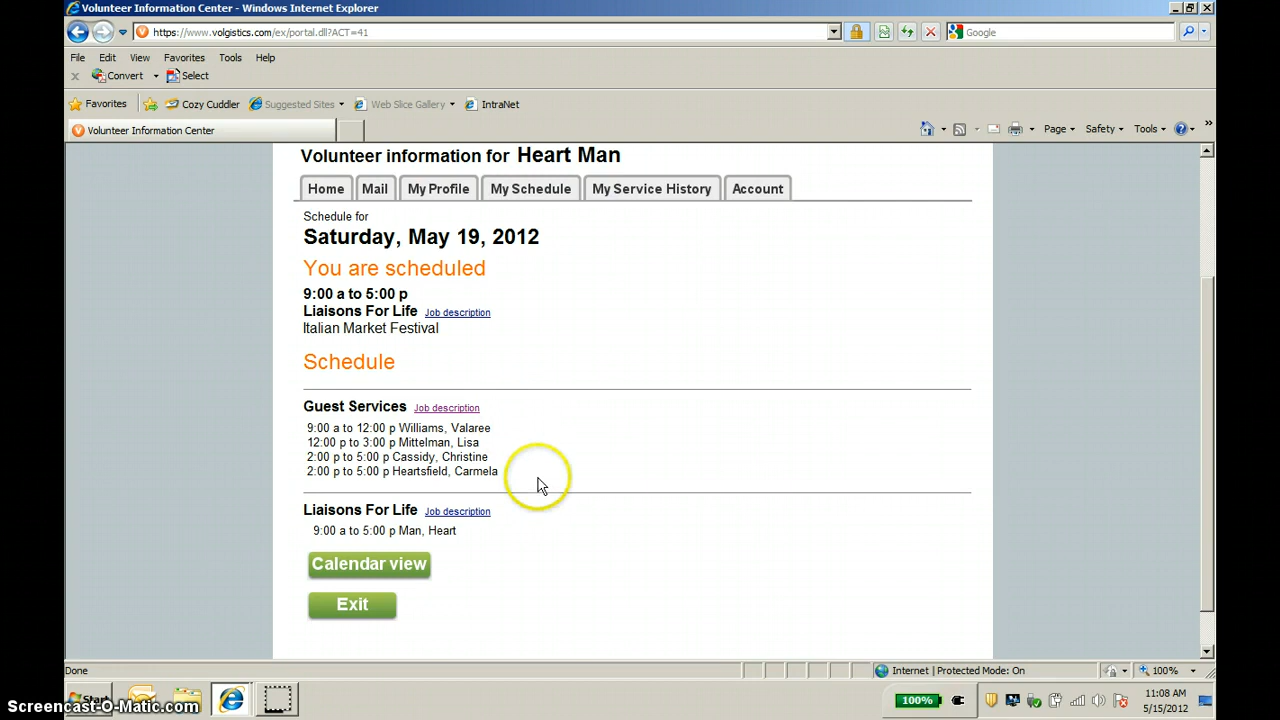 Volunteer Information Center - Windows Internet Explorer
https://www.volgistics.com/ex/portal.dll?ACT=41
Google
File Edit View Favorites Tools Help
x Convert Select
Favorites Cozy Cuddler Suggested Sites Web Slice Gallery IntraNet
Volunteer Information Center
Page Safety Tools »
Volunteer information for Heart Man
Home Mail My Profile My Schedule My Service History Account
Schedule for
Saturday, May 19, 2012
You are scheduled
9:00 a to 5:00 p
Liaisons For Life Job description
Italian Market Festival
Schedule
Guest Services Job description
9:00 a to 12:00 p Williams, Valaree
12:00 p to 3:00 p Mittelman, Lisa
2:00 p to 5:00 p Cassidy, Christine
2:00 p to 5:00 p Heartsfield, Carmela
Liaisons For Life Job description
9:00 a to 5:00 p Man, Heart
Calendar view
Exit
Done Internet | Protected Mode: On 100%
Start 100% 11:08 AM
5/15/2012
Screencast-O-Matic.com